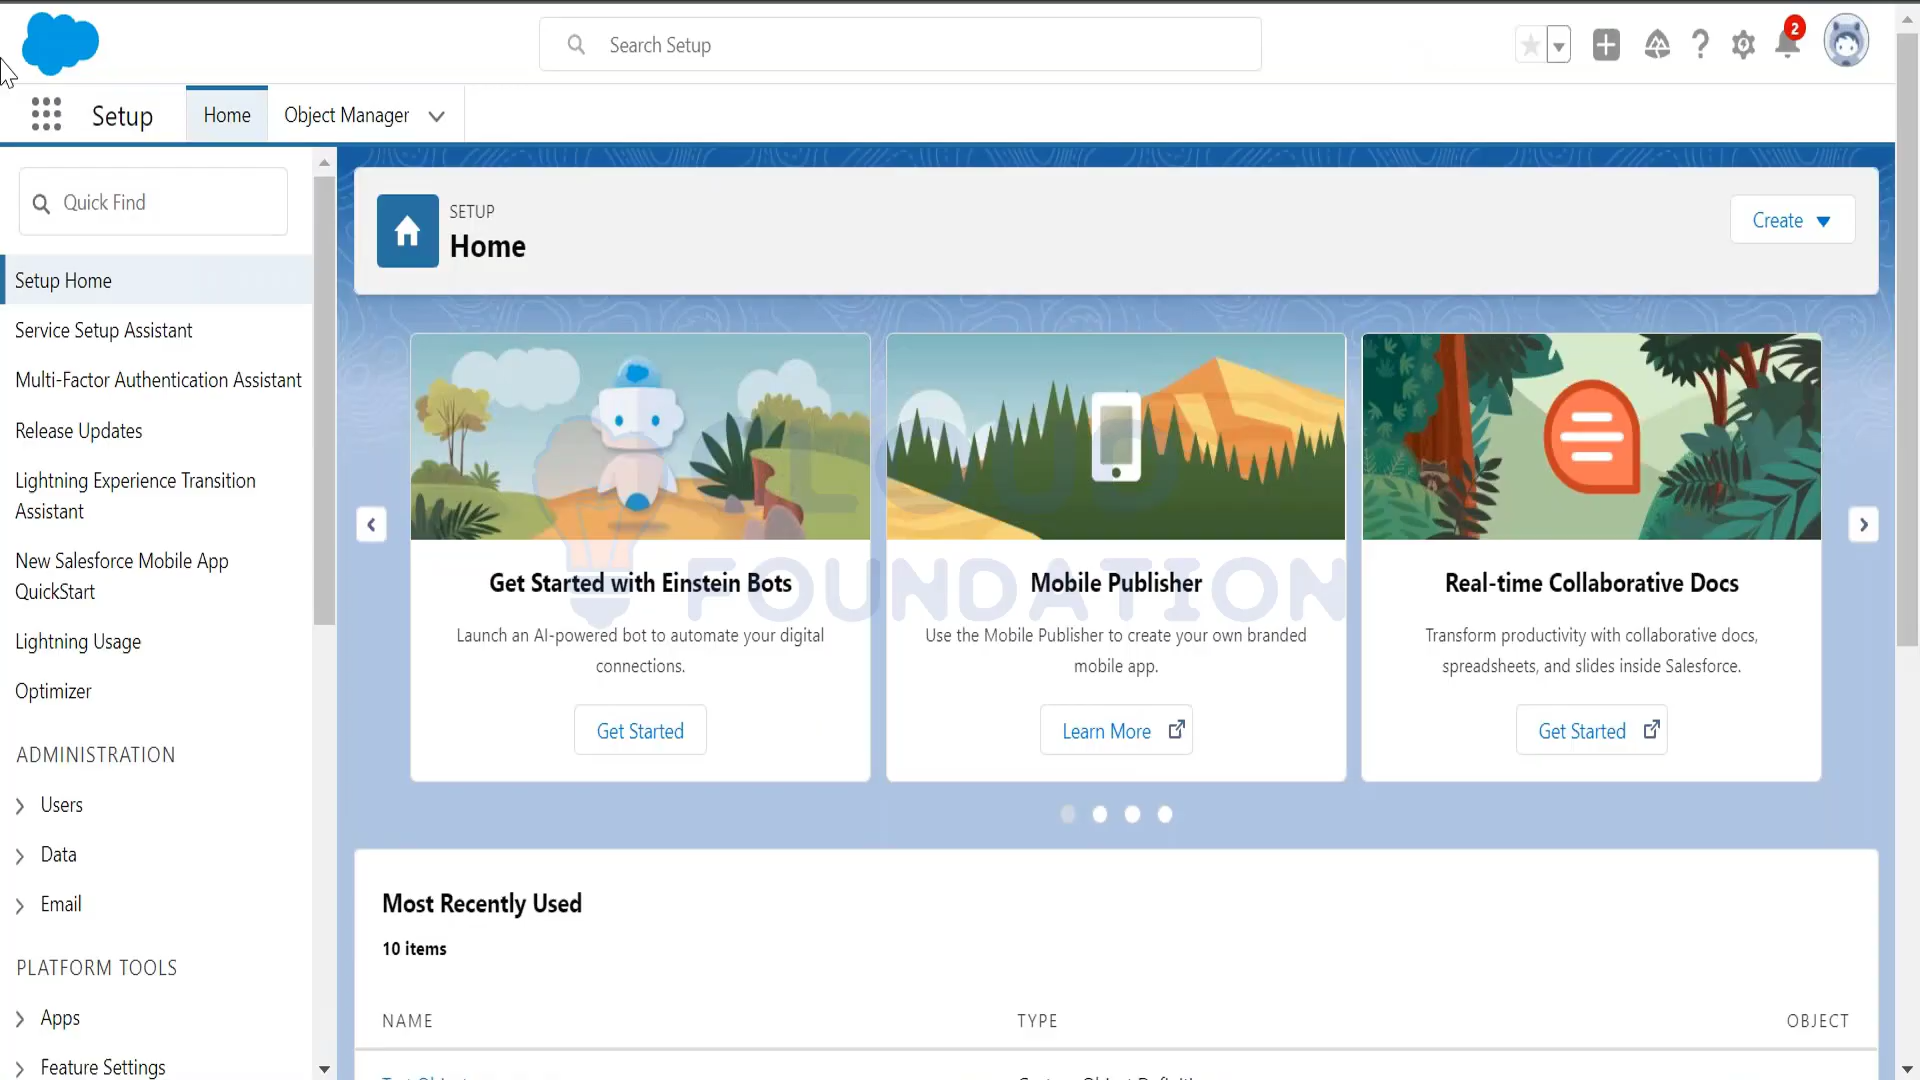 Search Setup
2
Setup
Home
Object Manager
Quick Find
Setup Home
Service Setup Assistant
Multi-Factor Authentication Assistant
Release Updates
Lightning Experience Transition
Assistant
New Salesforce Mobile App
QuickStart
Lightning Usage
Optimizer
ADMINISTRATION
Users
Data
Email
PLATFORM TOOLS
Apps
Feature Settings
SETUP
Home
Create
Get Started with Einstein Bots
Launch an AI-powered bot to automate your digital
connections.
Get Started
Mobile Publisher
Use the Mobile Publisher to create your own branded
mobile app.
Learn More
Real-time Collaborative Docs
Transform productivity with collaborative docs,
spreadsheets, and slides inside Salesforce.
Get Started
FOUNDATION
Most Recently Used
10 items
NAME
TYPE
OBJECT